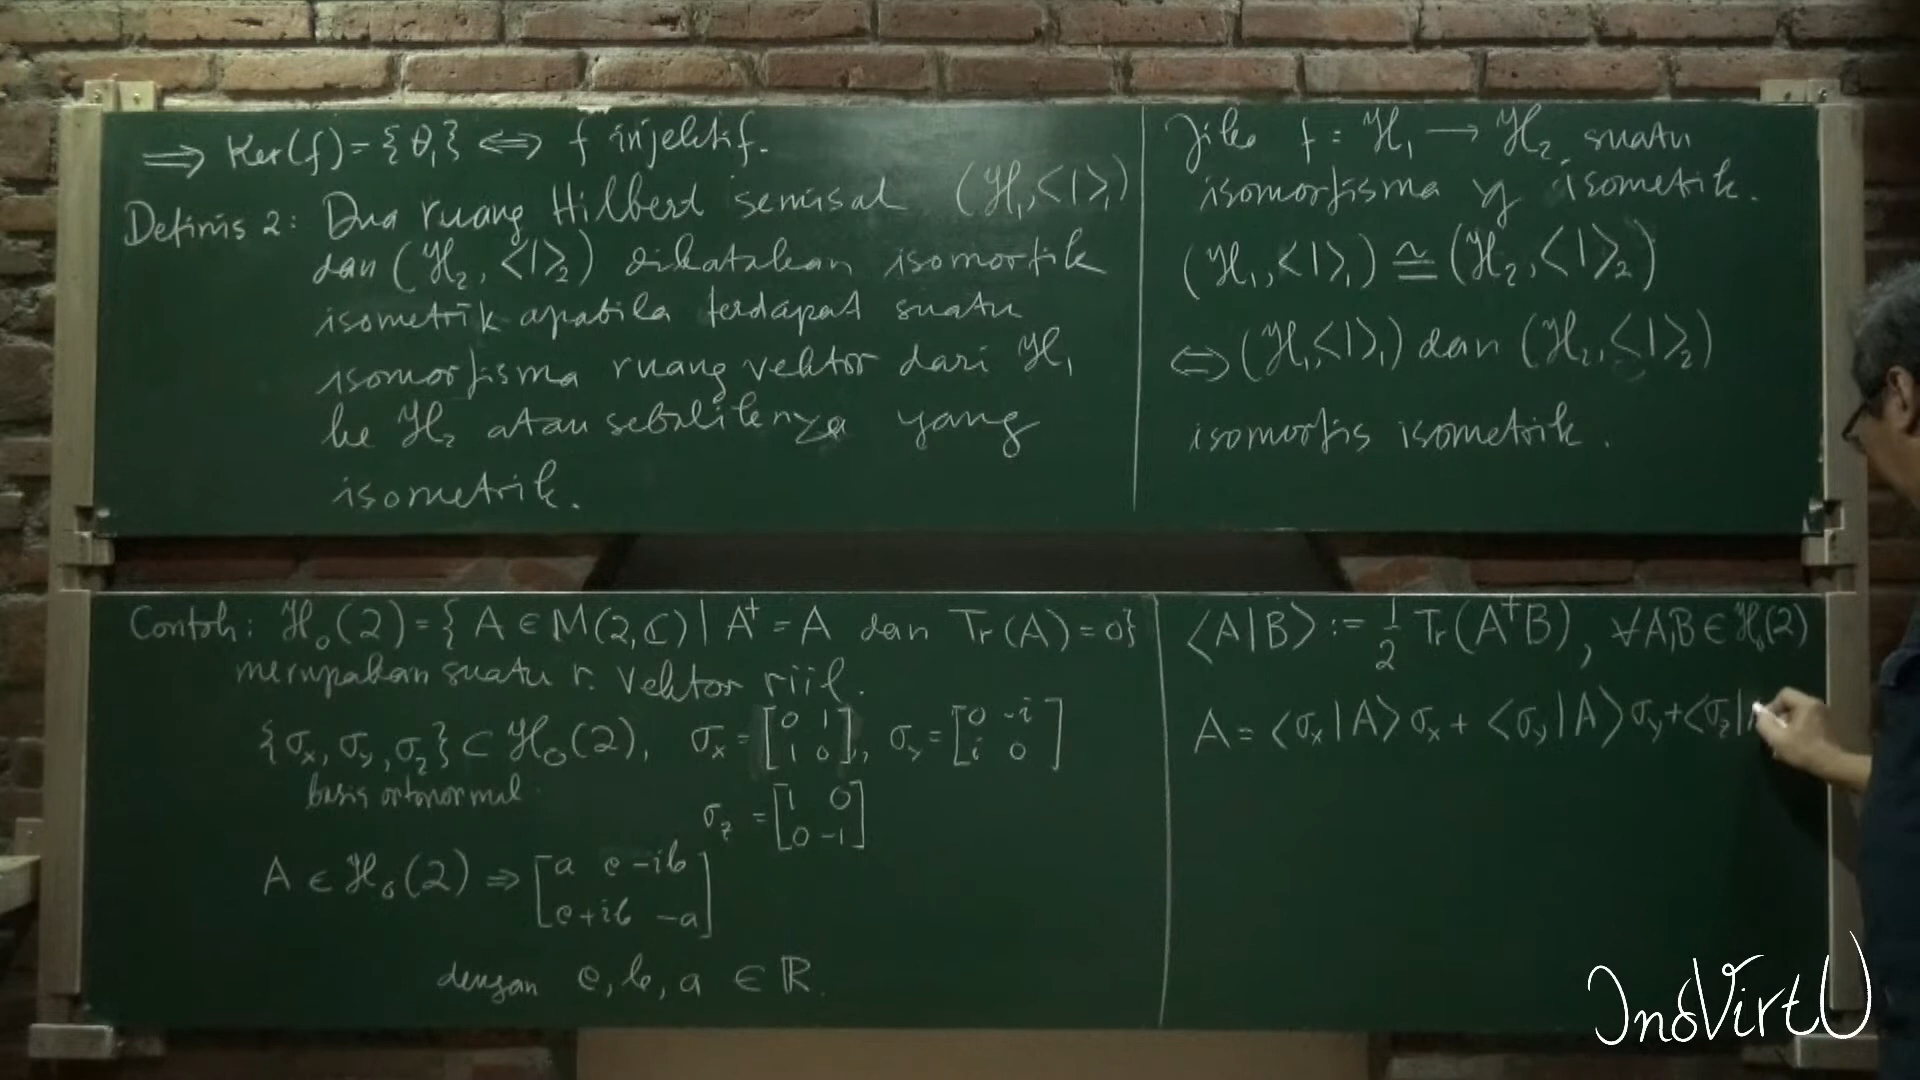 ⟹ Ker(f) = {θ₁} ⟺ f injektif.
Definisi 2: Dua ruang Hilbert semisal (ℋ₁, <|>₁)
dan (ℋ₂, <|>₂) dikatakan isomorfik
isometrik apabila terdapat suatu
isomorfisma ruang vektor dari ℋ₁
ke ℋ₂ atau sebaliknya yang
isometrik.
Jika f : ℋ₁ → ℋ₂ suatu
isomorfisma yg isometrik.
(ℋ₁, <|>₁) ≅ (ℋ₂, <|>₂)
⟺ (ℋ₁, <|>₁) dan (ℋ₂, <|>₂)
isomorfis isometrik.
Contoh: ℋ₀(2) = { A ∈ M(2,ℂ) | A† = A dan Tr(A) = 0}
merupakan suatu r. vektor riil.
{σx, σy, σz} ⊂ ℋ₀(2), σx = [0 1; 1 0], σy = [0 -i; i 0]
basis ortonormal.
σz = [1 0; 0 -1]
A ∈ ℋ₀(2) ⇒ [a c-ib; c+ib -a]
dengan c, b, a ∈ ℝ.
⟨A|B⟩ := 1/2 Tr(A†B), ∀A,B ∈ ℋ₀(2)
A = ⟨σx|A⟩σx + ⟨σy|A⟩σy + ⟨σz|
InoVirtU